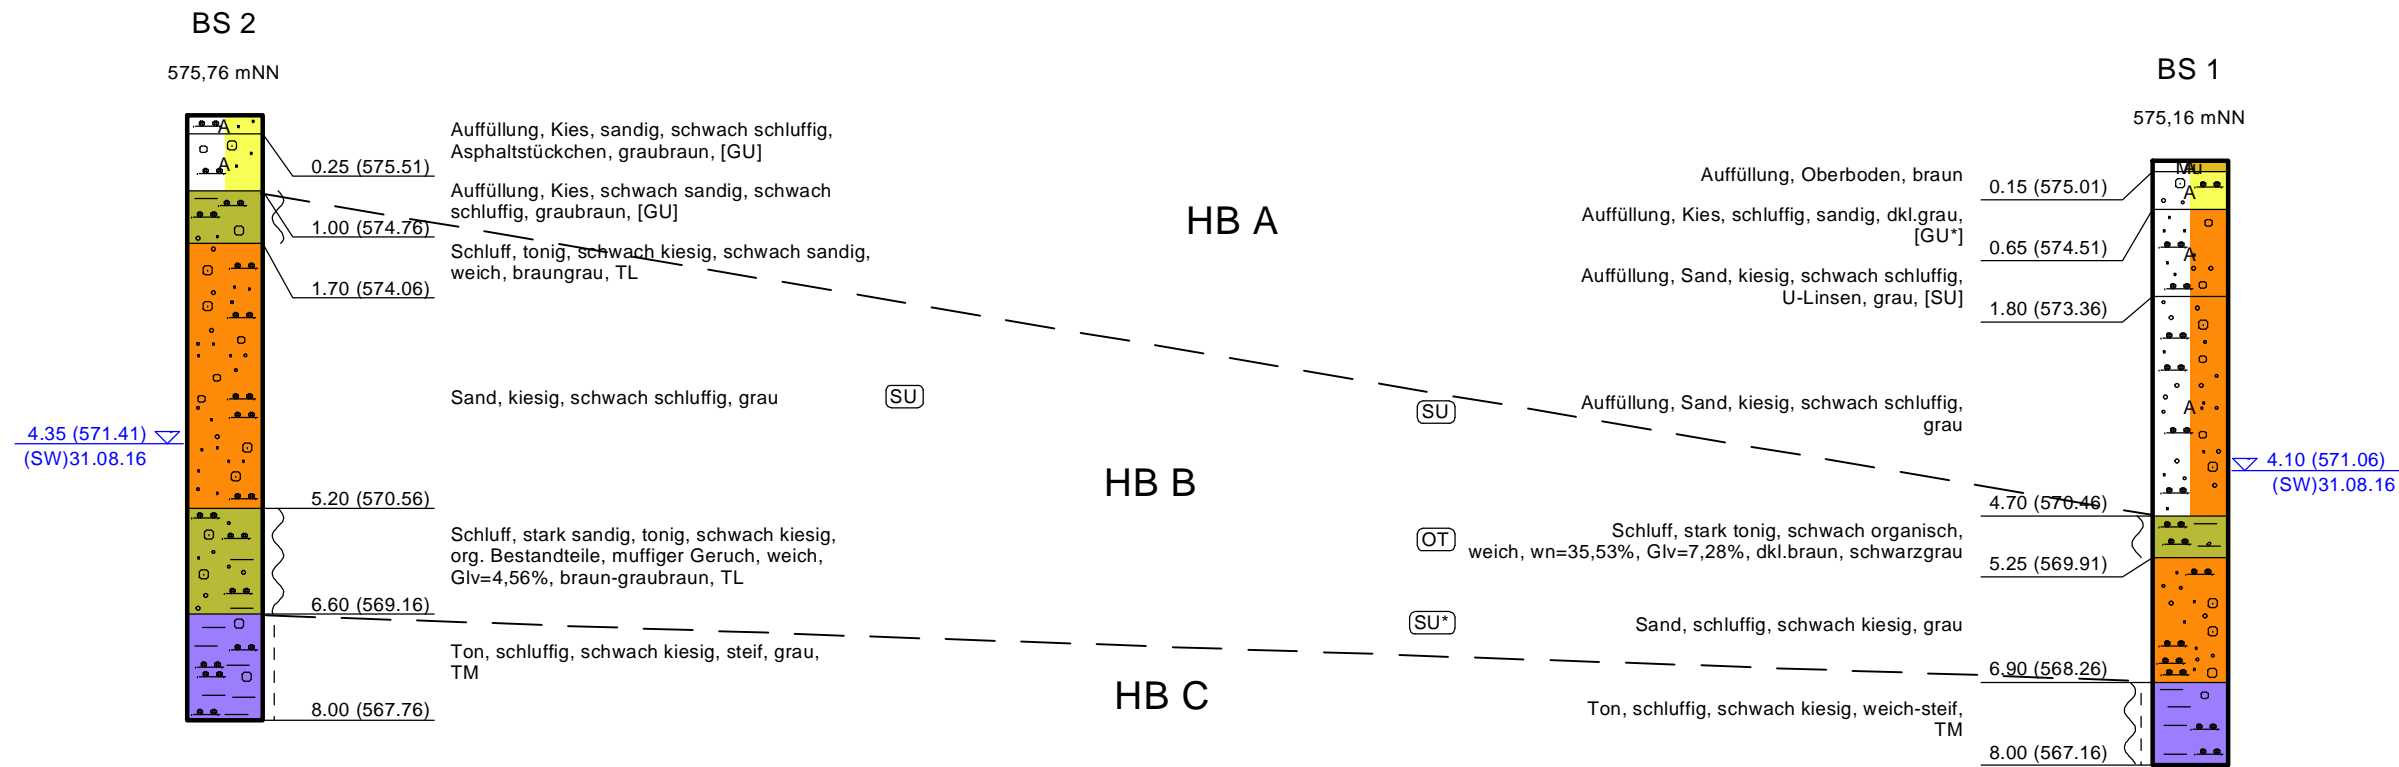 BS 2
575,76 mNN
A
A
Auffüllung, Kies, sandig, schwach schluffig,
Asphaltstückchen, graubraun, [GU]
0.25 (575.51)
Auffüllung, Kies, schwach sandig, schwach
schluffig, graubraun, [GU]
1.00 (574.76)
Schluff, tonig, schwach kiesig, schwach sandig,
weich, braungrau, TL
1.70 (574.06)
Sand, kiesig, schwach schluffig, grau
SU
4.35 (571.41)
(SW)31.08.16
5.20 (570.56)
Schluff, stark sandig, tonig, schwach kiesig,
org. Bestandteile, muffiger Geruch, weich,
Glv=4,56%, braun-graubraun, TL
6.60 (569.16)
Ton, schluffig, schwach kiesig, steif, grau,
TM
8.00 (567.76)
HB A
HB B
HB C
BS 1
575,16 mNN
Mu
A
A
A
A
Auffüllung, Oberboden, braun
0.15 (575.01)
Auffüllung, Kies, schluffig, sandig, dkl.grau,
[GU*]
0.65 (574.51)
Auffüllung, Sand, kiesig, schwach schluffig,
U-Linsen, grau, [SU]
1.80 (573.36)
SU
Auffüllung, Sand, kiesig, schwach schluffig,
grau
4.10 (571.06)
(SW)31.08.16
4.70 (570.46)
OT
Schluff, stark tonig, schwach organisch,
weich, wn=35,53%, Glv=7,28%, dkl.braun, schwarzgrau
5.25 (569.91)
SU*
Sand, schluffig, schwach kiesig, grau
6.90 (568.26)
Ton, schluffig, schwach kiesig, weich-steif,
TM
8.00 (567.16)